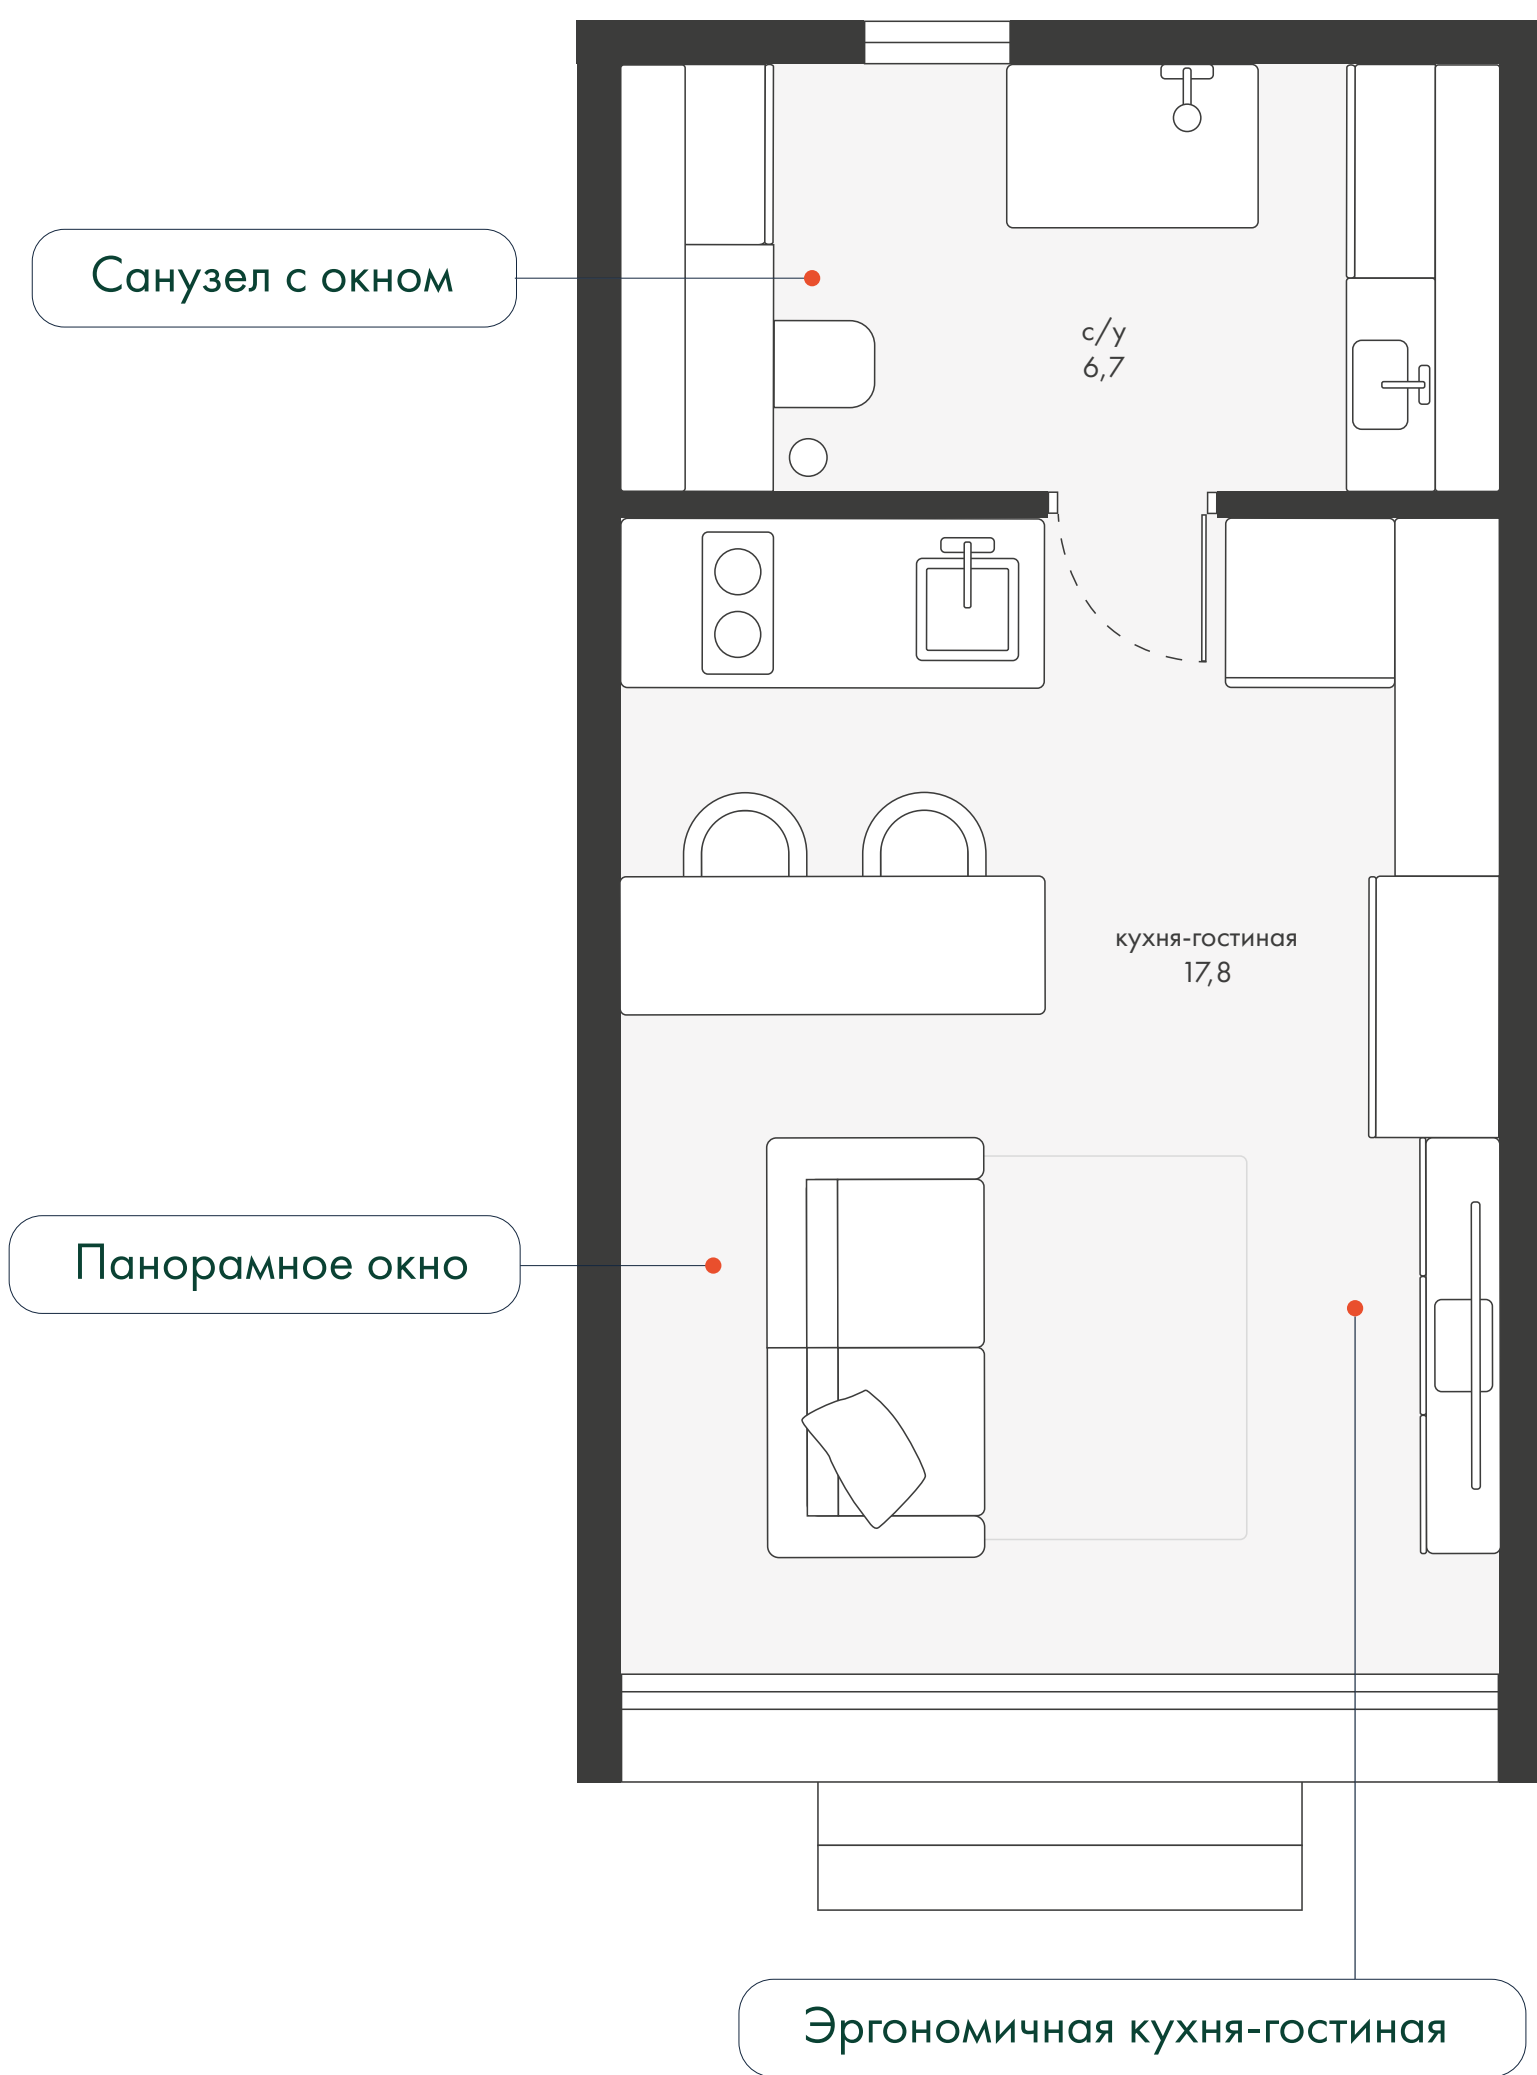 Санузел с окном
с/у
6,7
кухня-гостиная
17,8
Панорамное окно
Эргономичная кухня-гостиная